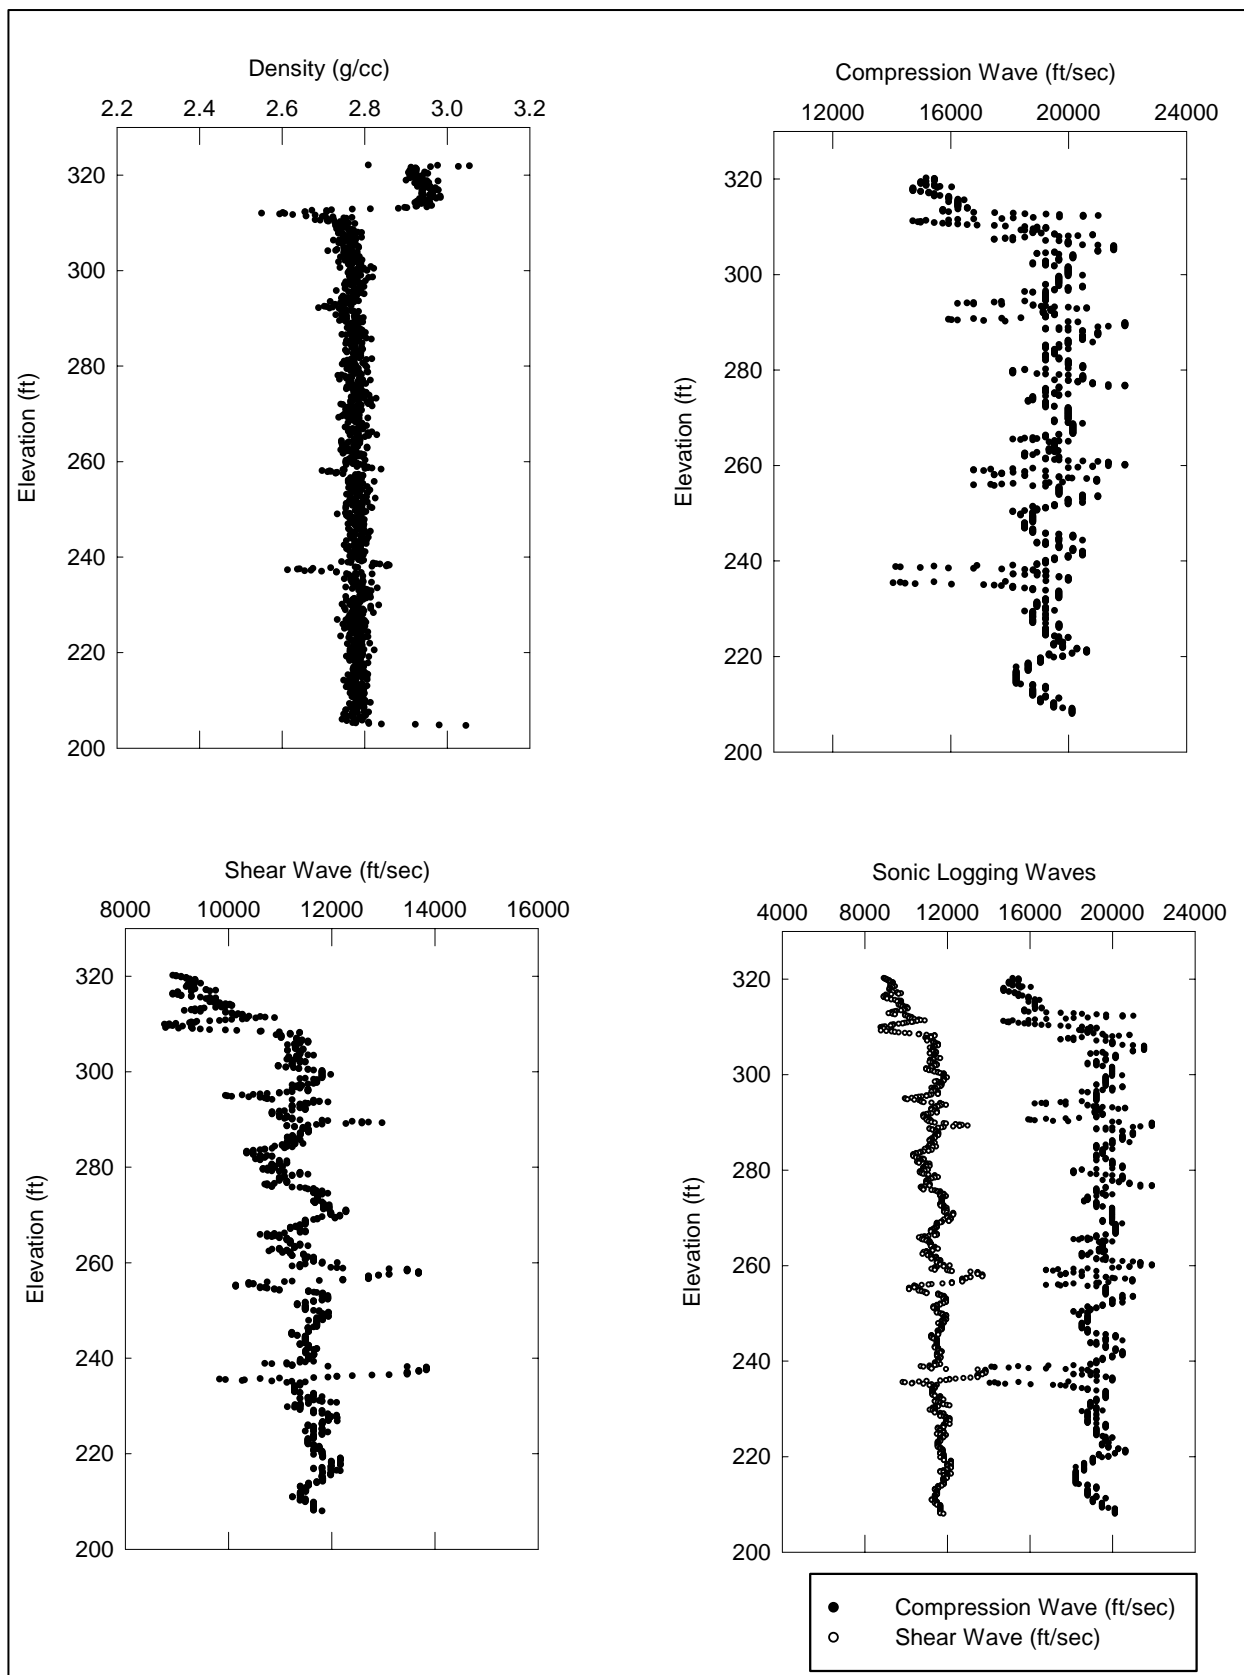 Density (g/cc)
2.2 2.4 2.6 2.8 3.0 3.2
Elevation (ft)
320
300
280
260
240
220
200
Compression Wave (ft/sec)
12000 16000 20000 24000
Elevation (ft)
320
300
280
260
240
220
200
Shear Wave (ft/sec)
8000 10000 12000 14000 16000
Elevation (ft)
320
300
280
260
240
220
200
Sonic Logging Waves
4000 8000 12000 16000 20000 24000
Elevation (ft)
320
300
280
260
240
220
200
Compression Wave (ft/sec)
Shear Wave (ft/sec)